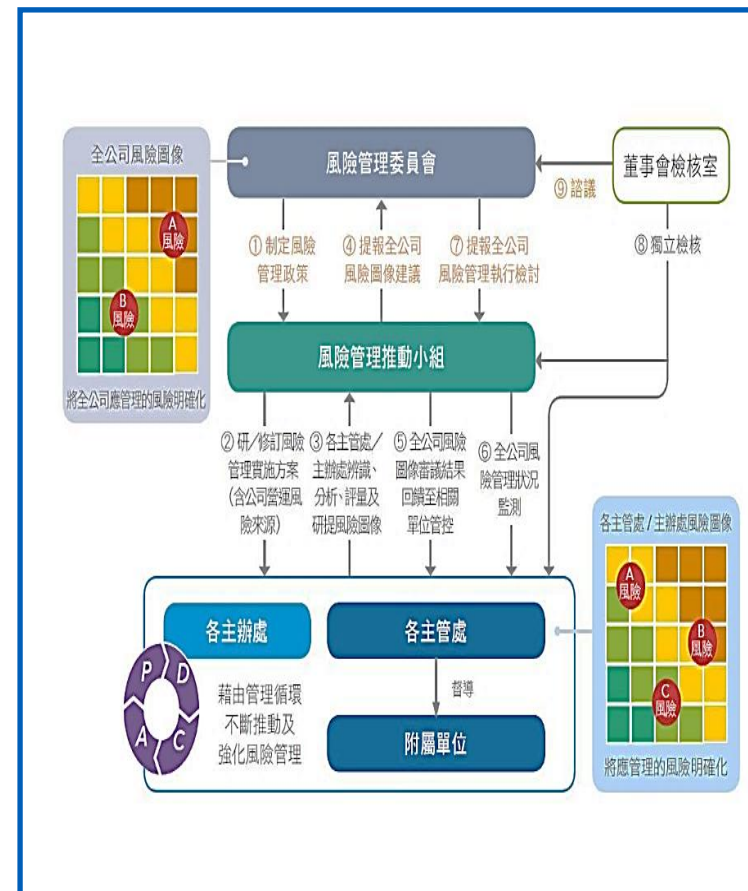 全公司風險圖像
A
風險
B
風險
將全公司應管理的風險明確化
風險管理委員會
董事會檢核室
⑨ 諮議
⑧ 獨立檢核
① 制定風險
管理政策
④ 提報全公司
風險圖像建議
⑦ 提報全公司
風險管理執行檢討
風險管理推動小組
② 研/修訂風險
管理實施方案
(含公司營運風
險來源)
③ 各主管處/
主辦處辨識、
分析、評量及
研提風險圖像
⑤ 全公司風險
圖像審議結果
回饋至相關
單位管控
⑥ 全公司風
險管理狀況
監測
各主管處/主辦處風險圖像
A
風險
B
風險
C
風險
將應管理的風險明確化
各主辦處
各主管處
P
D
A
C
藉由管理循環
不斷推動及
強化風險管理
督導
附屬單位